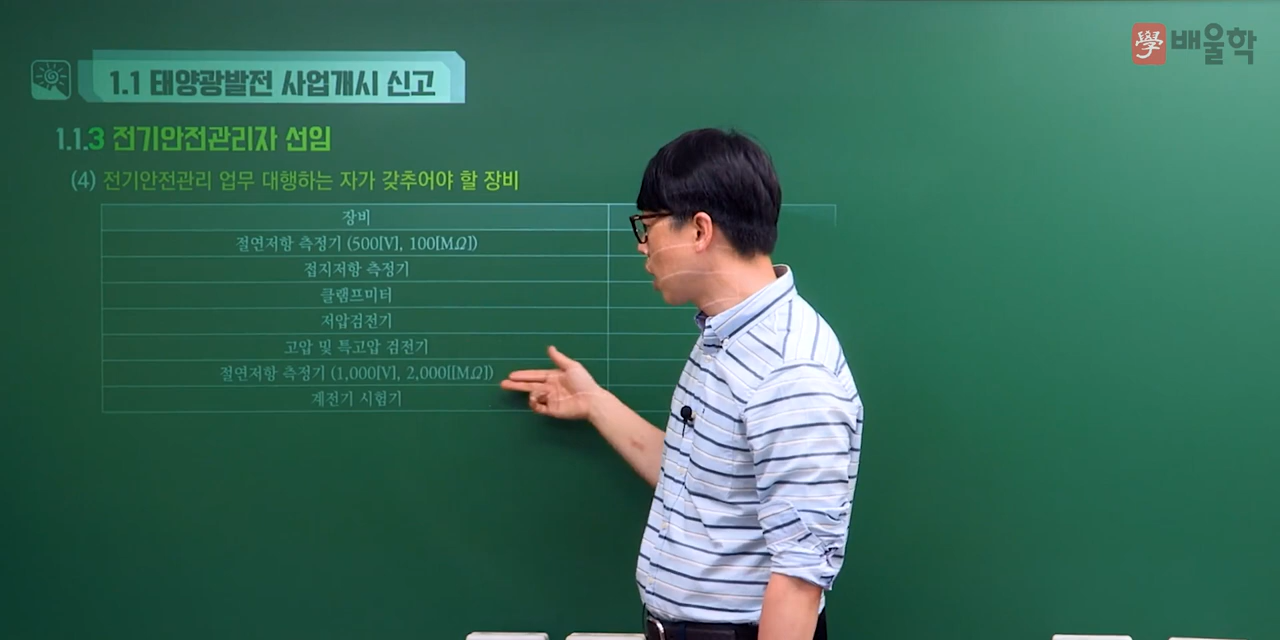 學 배울학
1.1 태양광발전 사업개시 신고
1.1.3 전기안전관리자 선임
(4) 전기안전관리 업무 대행하는 자가 갖추어야 할 장비
장비
절연저항 측정기 (500[V], 100[MΩ])
접지저항 측정기
클램프미터
저압검전기
고압 및 특고압 검전기
절연저항 측정기 (1,000[V], 2,000[[MΩ])
계전기 시험기